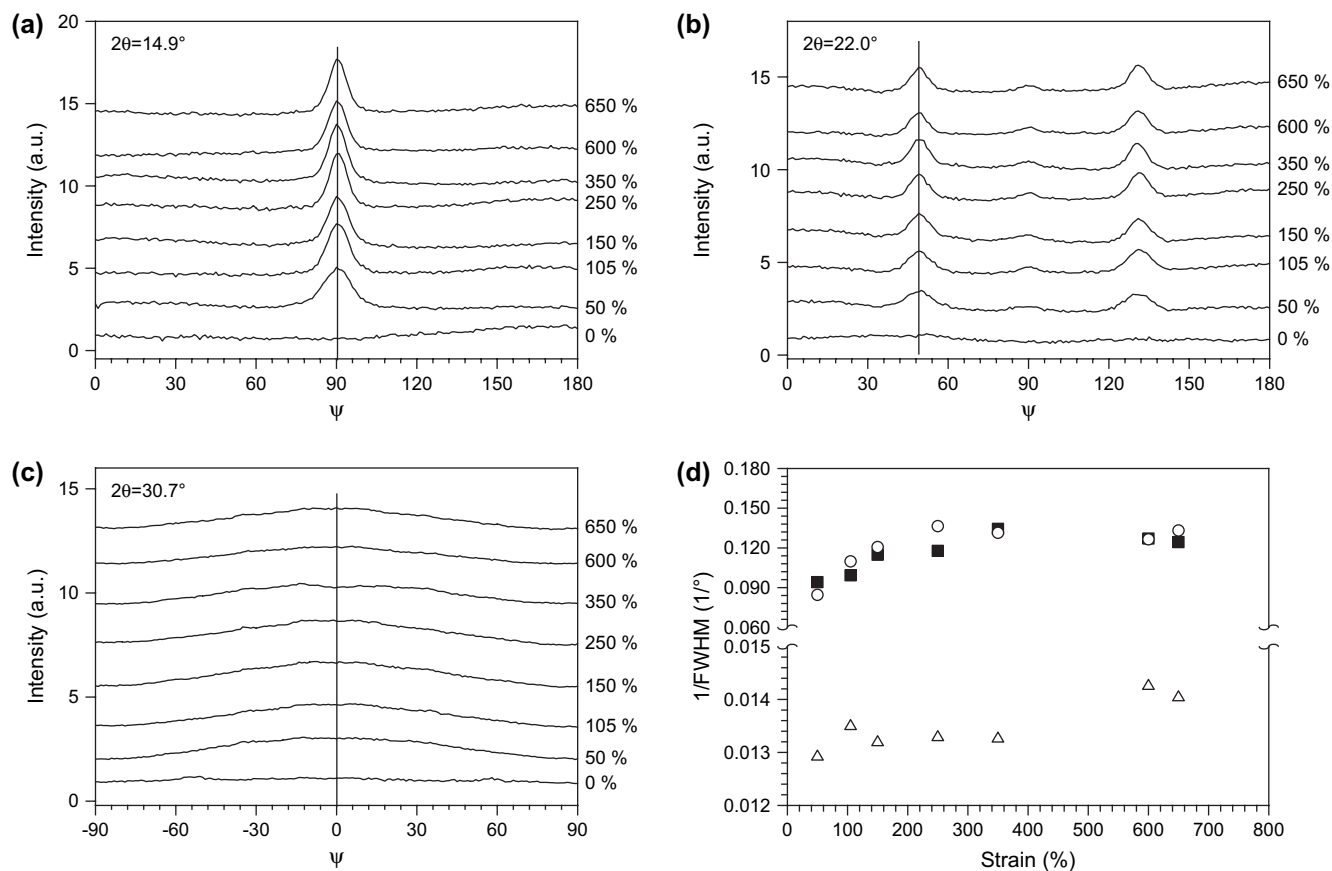 (a)
2θ=14.9°
Intensity (a.u.)
20
15
10
5
0
650 %
600 %
350 %
250 %
150 %
105 %
50 %
0 %
0 30 60 90 120 150 180
ψ
(b)
2θ=22.0°
Intensity (a.u.)
15
10
5
0
650 %
600 %
350 %
250 %
150 %
105 %
50 %
0 %
0 30 60 90 120 150 180
ψ
(c)
2θ=30.7°
Intensity (a.u.)
15
10
5
0
650 %
600 %
350 %
250 %
150 %
105 %
50 %
0 %
-90 -60 -30 0 30 60 90
ψ
(d)
1/FWHM (1/°)
0.180
0.150
0.120
0.090
0.060
0.015
0.014
0.013
0.012
0 100 200 300 400 500 600 700 800
Strain (%)